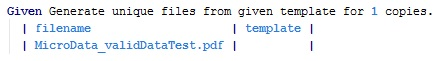 Given Generate unique files from given template for 1 copies.
| filename | template |
| MicroData_validDataTest.pdf | |